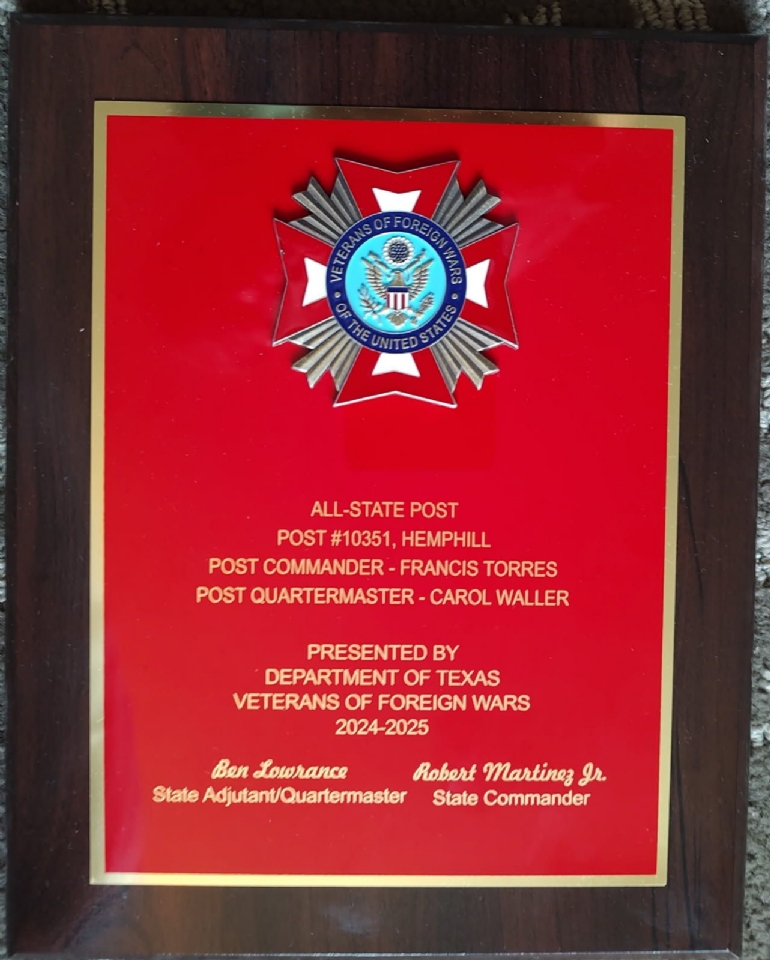 VETERANS OF FOREIGN WARS
OF THE UNITED STATES
ALL-STATE POST
POST #10351, HEMPHILL
POST COMMANDER - FRANCIS TORRES
POST QUARTERMASTER - CAROL WALLER
PRESENTED BY
DEPARTMENT OF TEXAS
VETERANS OF FOREIGN WARS
2024-2025
Ben Lowrance Robert Martinez Jr.
State Adjutant/Quartermaster State Commander